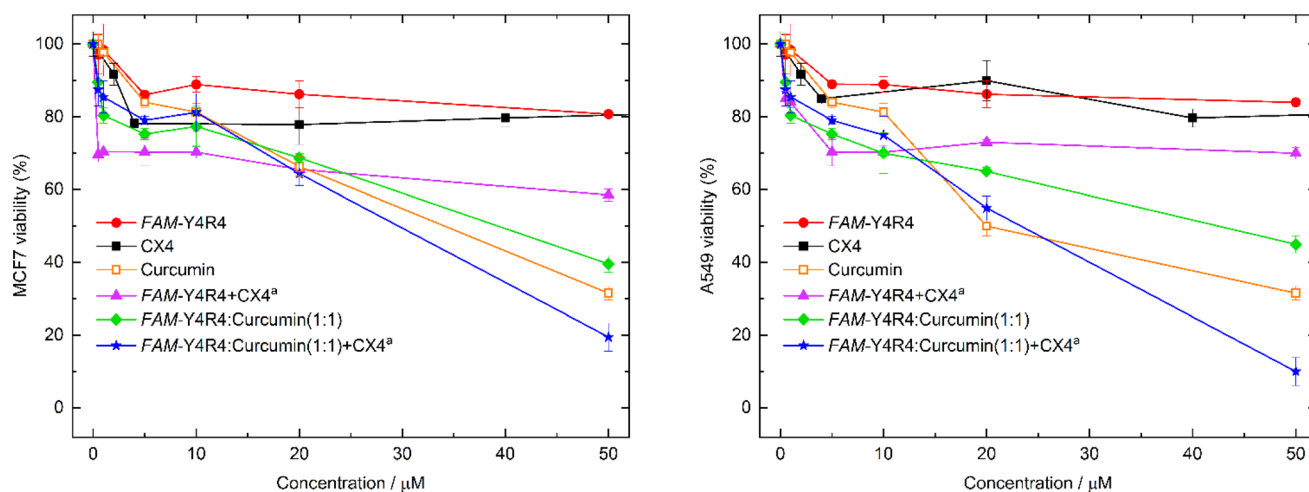 MCF7 viability (%)
100
80
60
40
20
0
FAM-Y4R4
CX4
Curcumin
FAM-Y4R4+CX4ᵃ
FAM-Y4R4:Curcumin(1:1)
FAM-Y4R4:Curcumin(1:1)+CX4ᵃ
0 10 20 30 40 50
Concentration / μM
A549 viability (%)
100
80
60
40
20
0
FAM-Y4R4
CX4
Curcumin
FAM-Y4R4+CX4ᵃ
FAM-Y4R4:Curcumin(1:1)
FAM-Y4R4:Curcumin(1:1)+CX4ᵃ
0 10 20 30 40 50
Concentration / μM